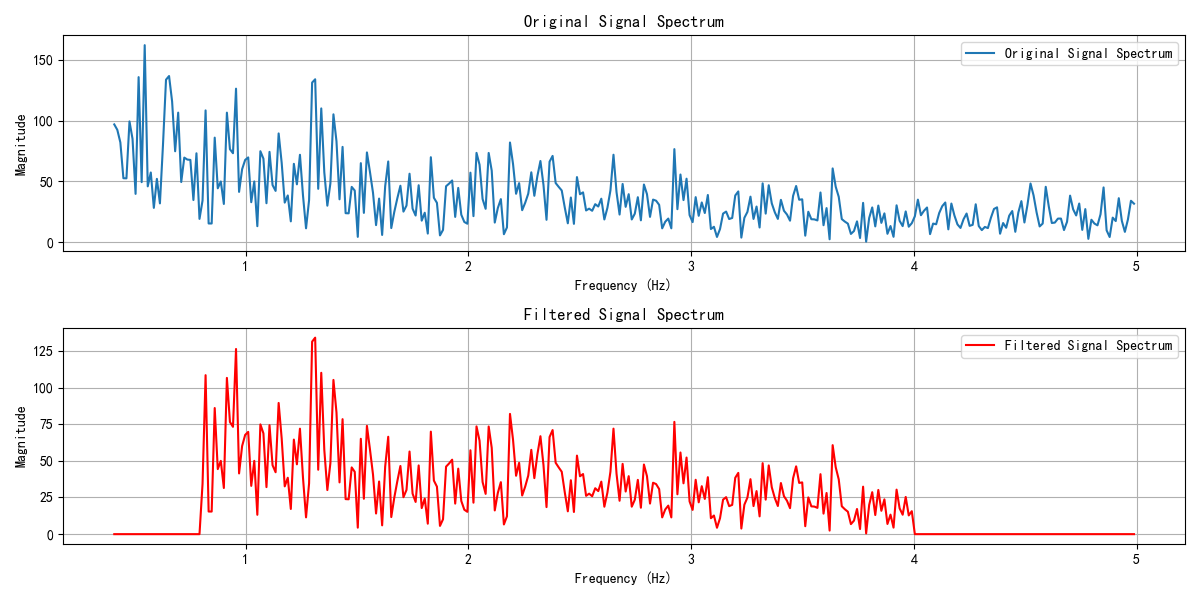 Original Signal Spectrum
Original Signal Spectrum
Magnitude
150
100
50
0
1 2 3 4 5
Frequency (Hz)
Filtered Signal Spectrum
Filtered Signal Spectrum
Magnitude
125
100
75
50
25
0
1 2 3 4 5
Frequency (Hz)